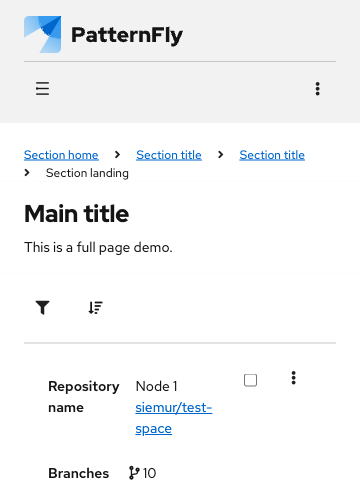 PatternFly
Section home
Section title
Section title
Section landing
Main title
This is a full page demo.
Repository name
Node 1
siemur/test-space
Branches
10